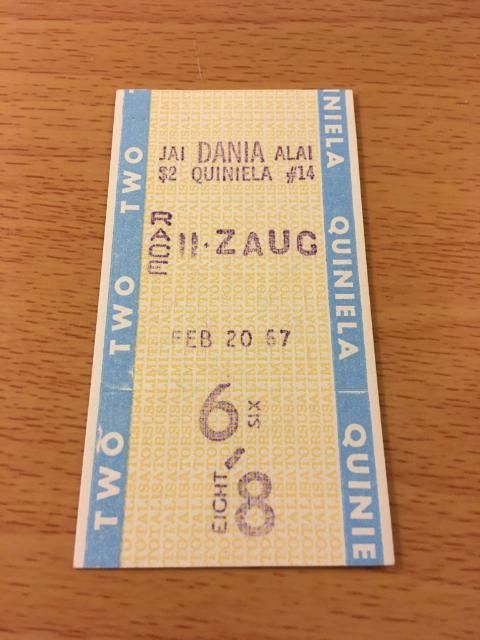 JAI DANIA ALAI
$2 QUINIELA #14
RACE 11·ZAUG
FEB 20 67
6 SIX
EIGHT 8
TWO TWO TWO
INIELA QUINIELA QUINIE